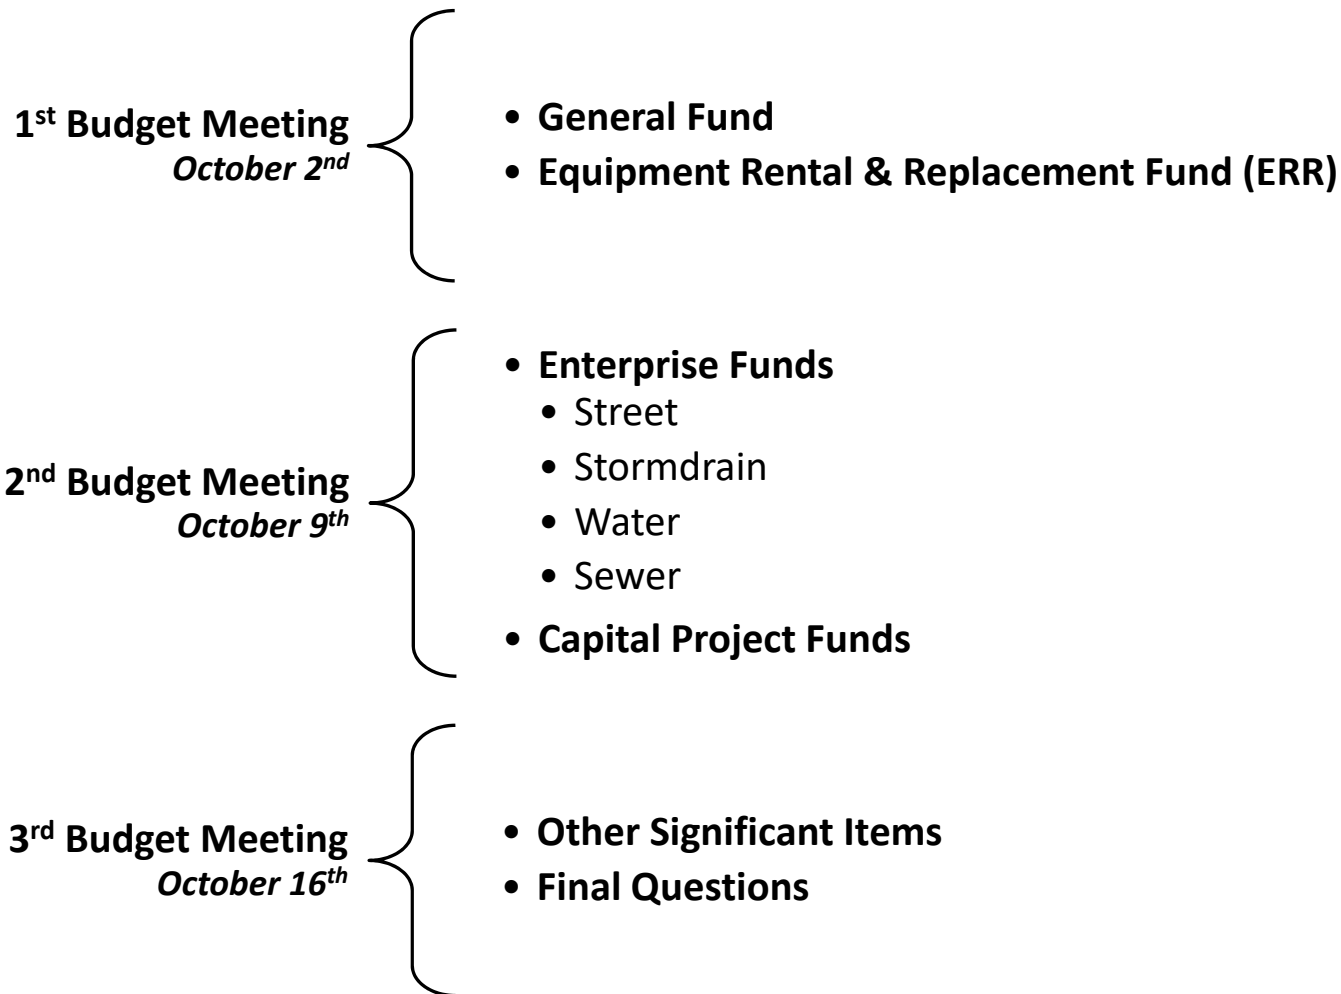 1st Budget Meeting
October 2nd
• General Fund
• Equipment Rental & Replacement Fund (ERR)
2nd Budget Meeting
October 9th
• Enterprise Funds
• Street
• Stormdrain
• Water
• Sewer
• Capital Project Funds
3rd Budget Meeting
October 16th
• Other Significant Items
• Final Questions